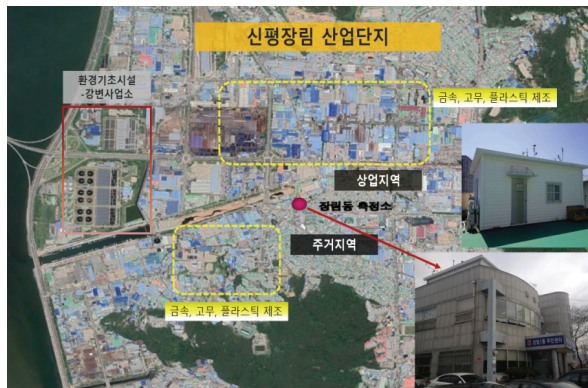 신평장림 산업단지
환경기초시설
-강변사업소
금속, 고무, 플라스틱 제조
상업지역
장림동 측정소
주거지역
금속, 고무, 플라스틱 제조